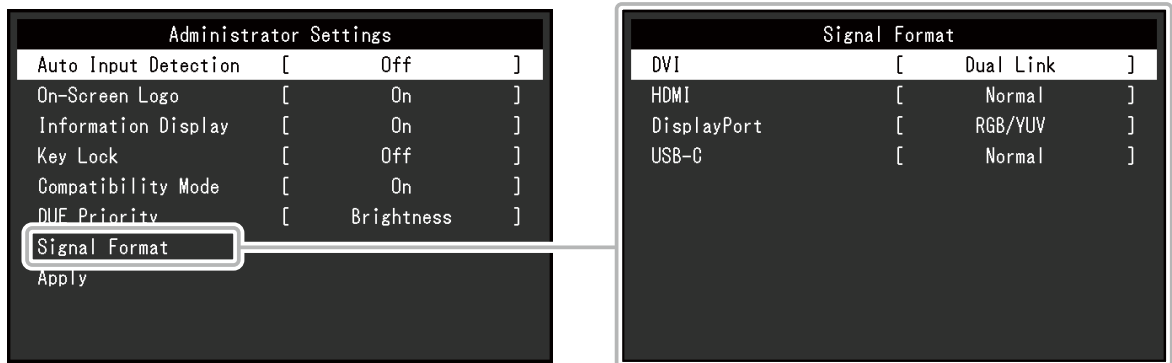 Administrator Settings
Auto Input Detection [ Off ]
On-Screen Logo [ On ]
Information Display [ On ]
Key Lock [ Off ]
Compatibility Mode [ On ]
DUE Priority [ Brightness ]
Signal Format
Apply
Signal Format
DVI [ Dual Link ]
HDMI [ Normal ]
DisplayPort [ RGB/YUV ]
USB-C [ Normal ]